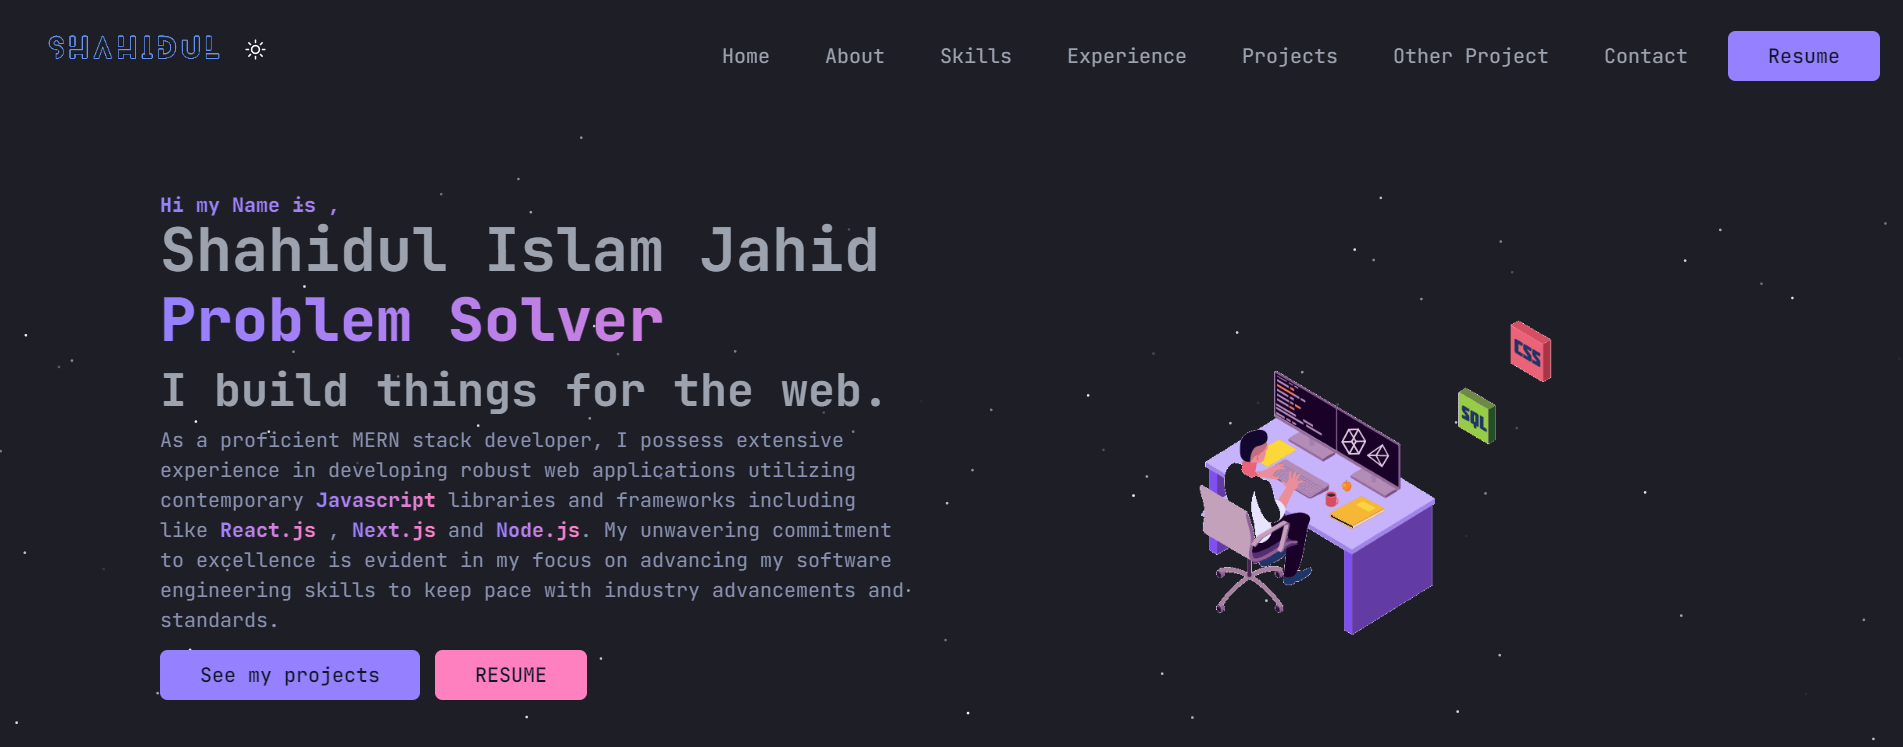 SHAHIDUL
Home About Skills Experience Projects Other Project Contact Resume
Hi my Name is ,
Shahidul Islam Jahid
Problem Solver
I build things for the web.
As a proficient MERN stack developer, I possess extensive
experience in developing robust web applications utilizing
contemporary Javascript libraries and frameworks including
like React.js , Next.js and Node.js. My unwavering commitment
to excellence is evident in my focus on advancing my software
engineering skills to keep pace with industry advancements and
standards.
See my projects RESUME
CSS
SQL